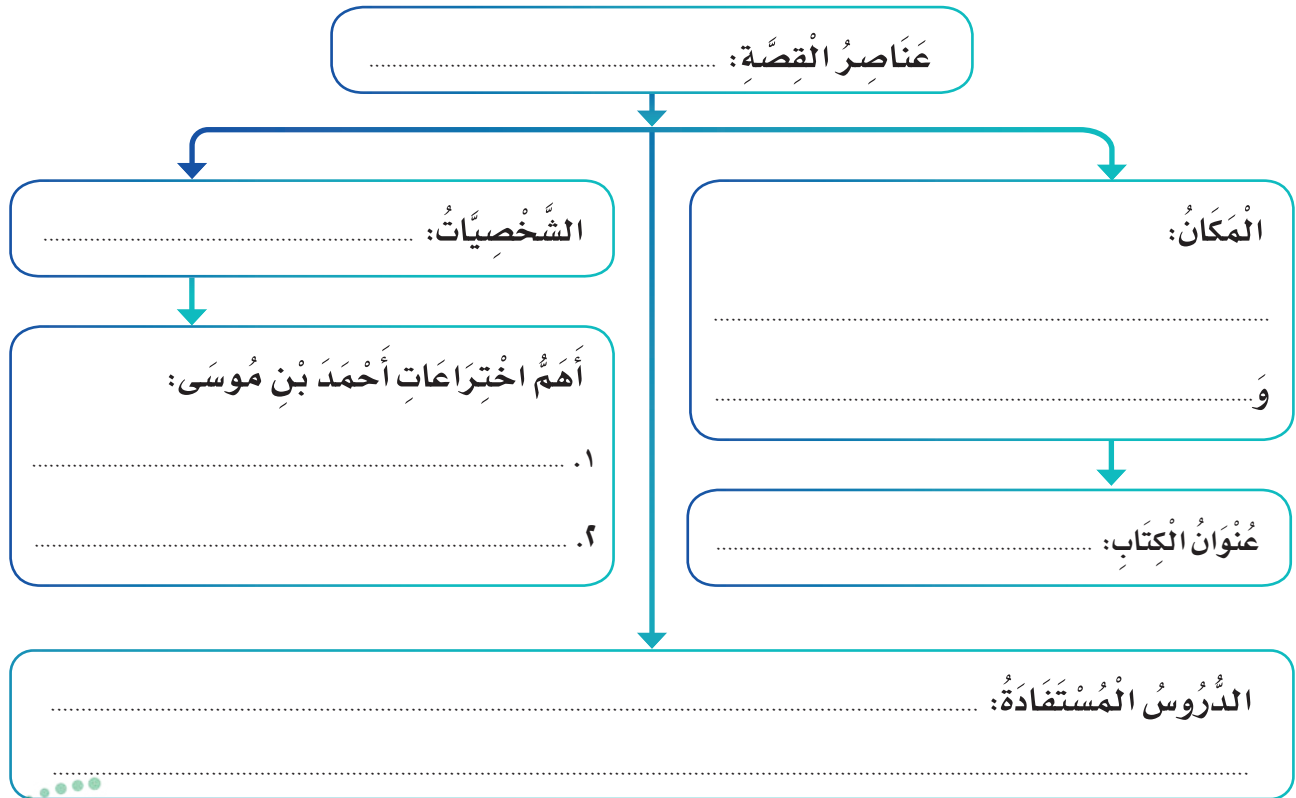 عَنَاصِرُ الْقِصَّةِ: ........................................
الْمَكَانُ:
........................................
وَ ........................................
عُنْوَانُ الْكِتَابِ: ........................................
الشَّخْصِيَّاتُ: ........................................
أَهَمُّ اخْتِرَاعَاتِ أَحْمَدَ بْنِ مُوسَى:
١. ........................................
٢. ........................................
الدُّرُوسُ الْمُسْتَفَادَةُ: ........................................
........................................